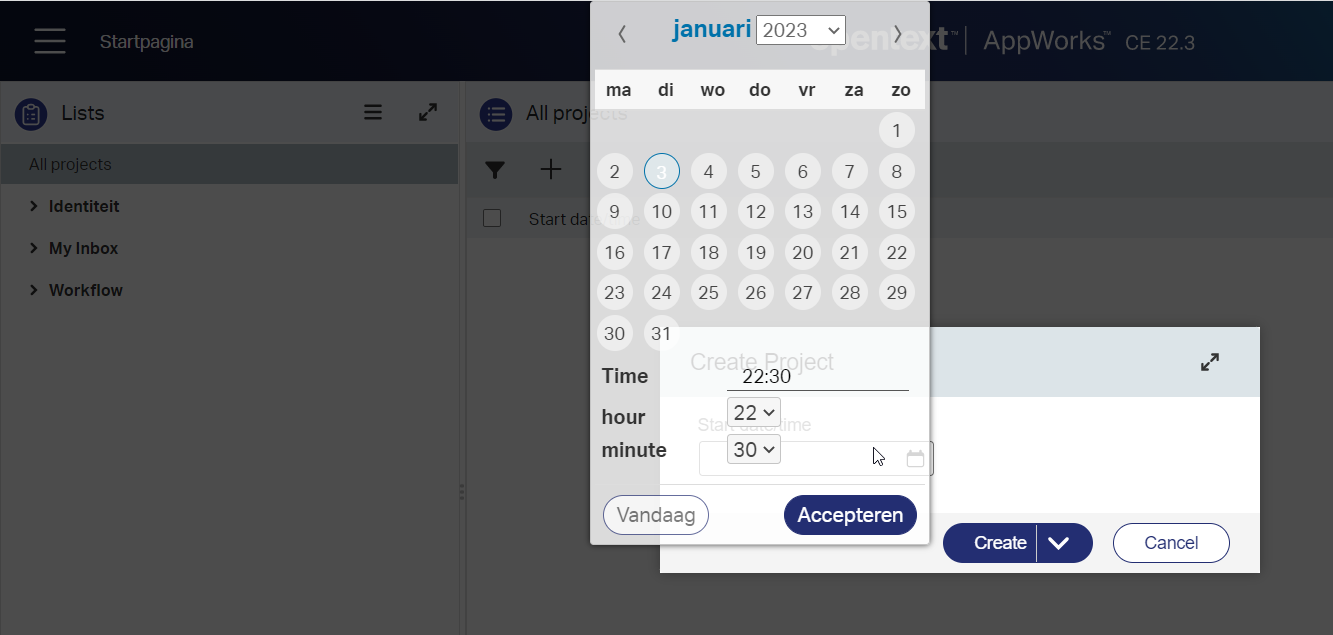 Startpagina
opentext™ | AppWorks™ CE 22.3
Lists
All projects
Identiteit
My Inbox
Workflow
All projects
Start date/time
januari 2023
ma di wo do vr za zo
1
2 3 4 5 6 7 8
9 10 11 12 13 14 15
16 17 18 19 20 21 22
23 24 25 26 27 28 29
30 31
Create Project
Time 22:30
Start date/time
hour 22
minute 30
Vandaag Accepteren
Create Cancel